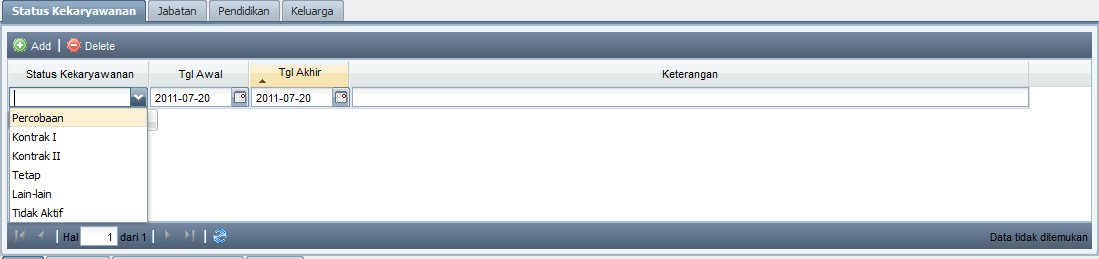 Status Kekaryawanan Jabatan Pendidikan Keluarga
Add Delete
Status Kekaryawanan Tgl Awal Tgl Akhir Keterangan
2011-07-20 2011-07-20
Percobaan
Kontrak I
Kontrak II
Tetap
Lain-lain
Tidak Aktif
Hal 1 dari 1 Data tidak ditemukan